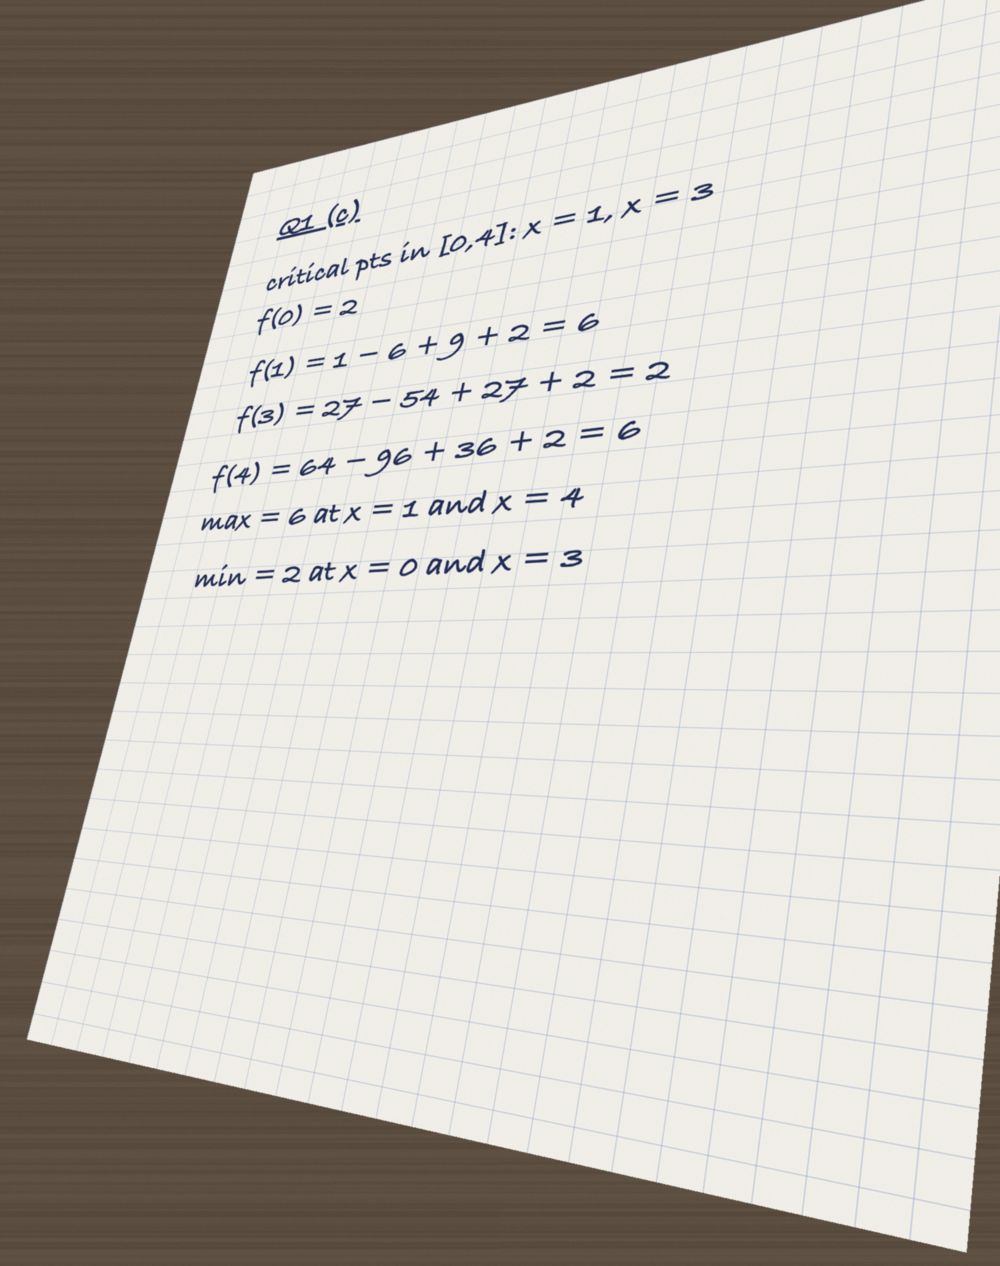 Q1 (c)
critical pts in [0,4]: x = 1, x = 3
f(0) = 2
f(1) = 1 − 6 + 9 + 2 = 6
f(3) = 27 − 54 + 27 + 2 = 2
f(4) = 64 − 96 + 36 + 2 = 6
max = 6 at x = 1 and x = 4
min = 2 at x = 0 and x = 3